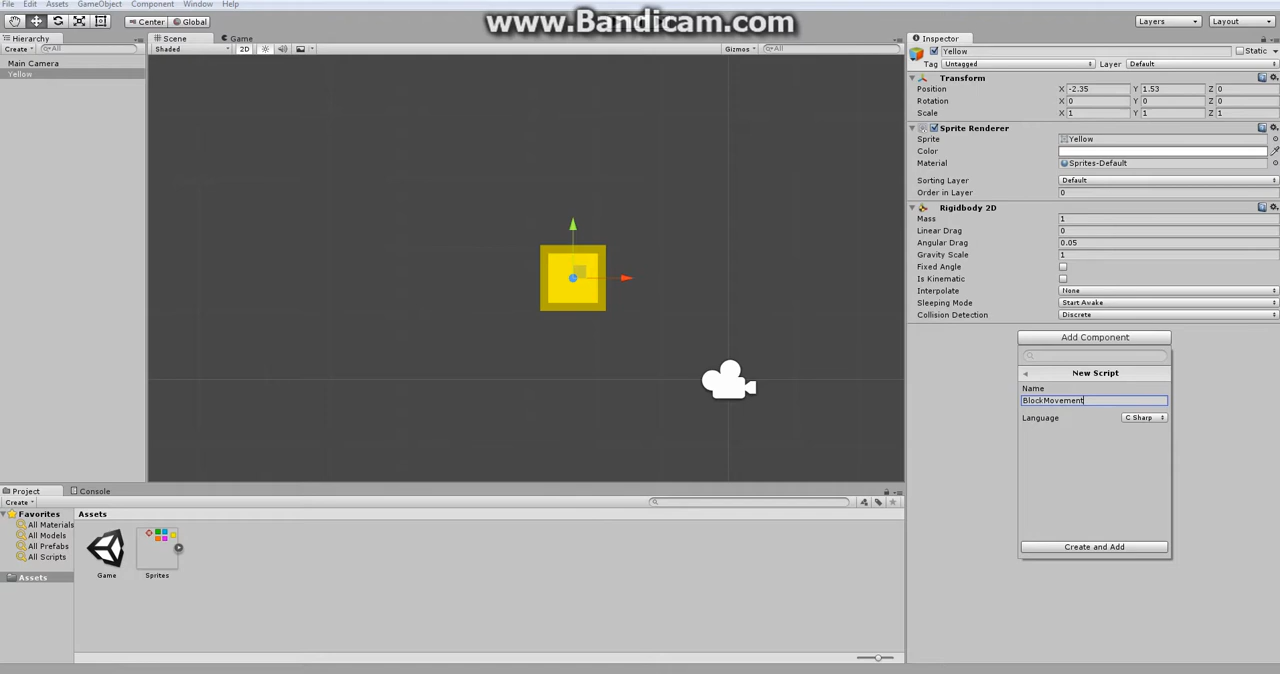 File Edit Assets GameObject Component Window Help
www.Bandicam.com
Center Global Layers Layout
Hierarchy
Create All
Main Camera
Yellow
Scene Game
Shaded 2D Gizmos All
Inspector
Yellow Static
Tag Untagged Layer Default
Transform
Position X -2.35 Y 1.53 Z 0
Rotation X 0 Y 0 Z 0
Scale X 1 Y 1 Z 1
Sprite Renderer
Sprite Yellow
Color
Material Sprites-Default
Sorting Layer Default
Order in Layer 0
Rigidbody 2D
Mass 1
Linear Drag 0
Angular Drag 0.05
Gravity Scale 1
Fixed Angle
Is Kinematic
Interpolate None
Sleeping Mode Start Awake
Collision Detection Discrete
Add Component
New Script
Name
BlockMovement
Language C Sharp
Create and Add
Project Console
Create
Favorites
All Materials
All Models
All Prefabs
All Scripts
Assets
Assets
Game Sprites